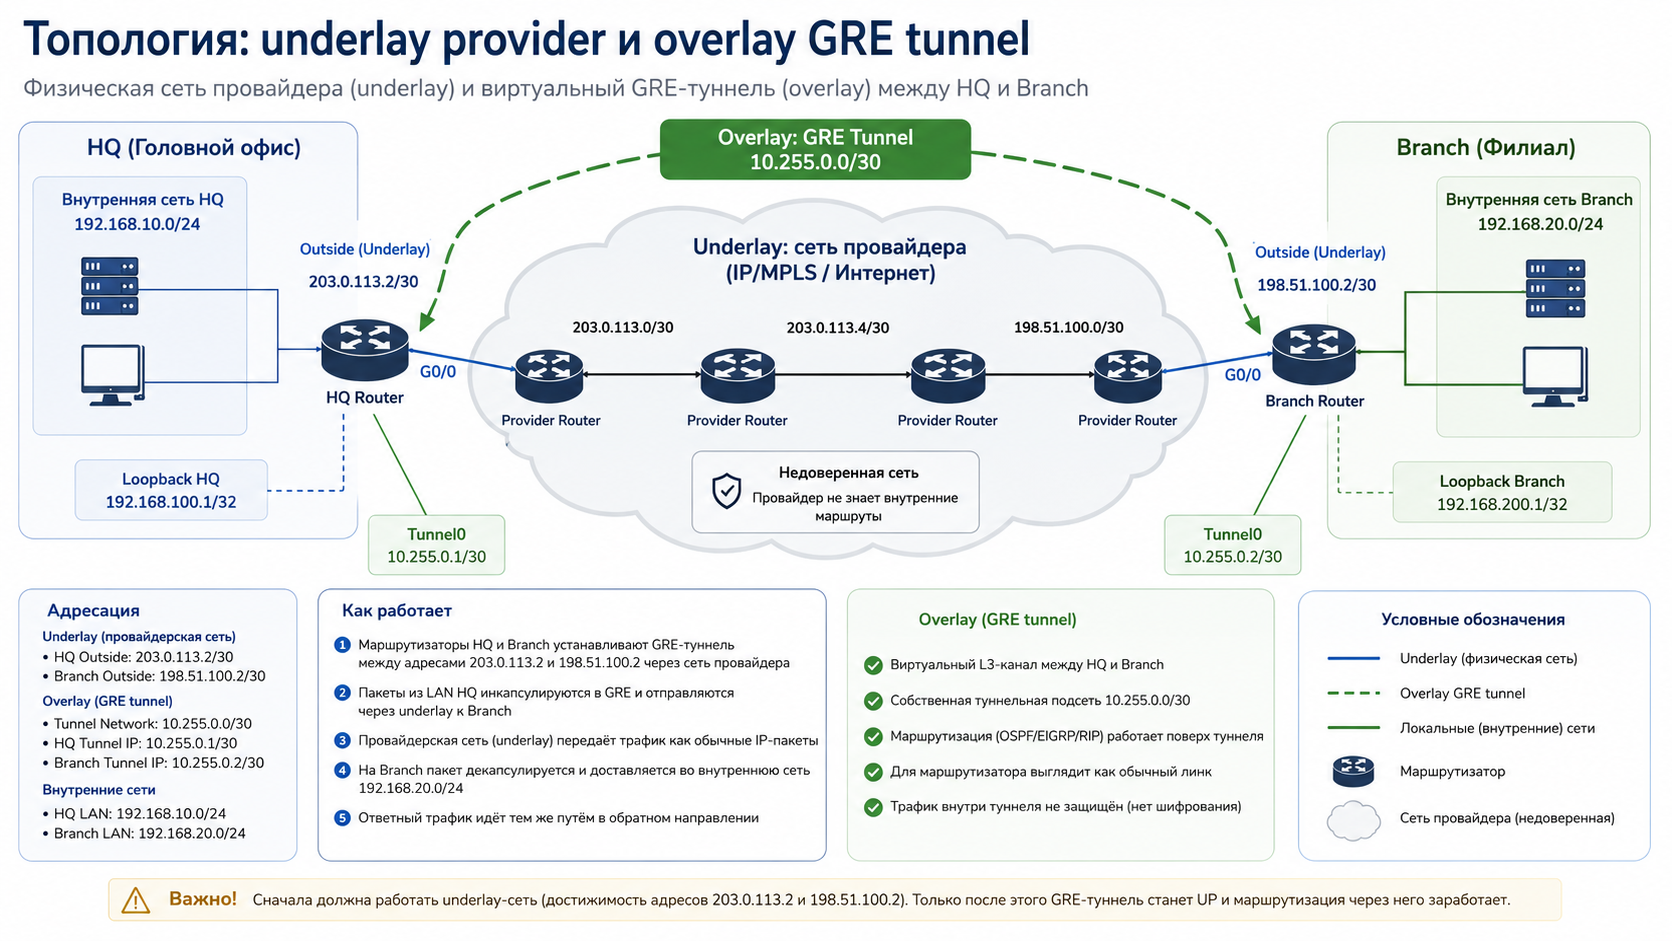 Топология: underlay provider и overlay GRE tunnel
Физическая сеть провайдера (underlay) и виртуальный GRE-туннель (overlay) между HQ и Branch
HQ (Головной офис)
Внутренняя сеть HQ
192.168.10.0/24
Outside (Underlay)
203.0.113.2/30
G0/0
HQ Router
Loopback HQ
192.168.100.1/32
Tunnel0
10.255.0.1/30
Overlay: GRE Tunnel
10.255.0.0/30
Underlay: сеть провайдера
(IP/MPLS / Интернет)
203.0.113.0/30
203.0.113.4/30
198.51.100.0/30
Provider Router
Provider Router
Provider Router
Provider Router
Недоверенная сеть
Провайдер не знает внутренние
маршруты
Branch (Филиал)
Внутренняя сеть Branch
192.168.20.0/24
Outside (Underlay)
198.51.100.2/30
G0/0
Branch Router
Loopback Branch
192.168.200.1/32
Tunnel0
10.255.0.2/30
Адресация
Underlay (провайдерская сеть)
• HQ Outside: 203.0.113.2/30
• Branch Outside: 198.51.100.2/30
Overlay (GRE tunnel)
• Tunnel Network: 10.255.0.0/30
• HQ Tunnel IP: 10.255.0.1/30
• Branch Tunnel IP: 10.255.0.2/30
Внутренние сети
• HQ LAN: 192.168.10.0/24
• Branch LAN: 192.168.20.0/24
Как работает
1 Маршрутизаторы HQ и Branch устанавливают GRE-туннель
между адресами 203.0.113.2 и 198.51.100.2 через сеть провайдера
2 Пакеты из LAN HQ инкапсулируются в GRE и отправляются
через underlay к Branch
3 Провайдерская сеть (underlay) передаёт трафик как обычные IP-пакеты
4 На Branch пакет декапсулируется и доставляется во внутреннюю сеть
192.168.20.0/24
5 Ответный трафик идёт тем же путём в обратном направлении
Overlay (GRE tunnel)
Виртуальный L3-канал между HQ и Branch
Собственная туннельная подсеть 10.255.0.0/30
Маршрутизация (OSPF/EIGRP/RIP) работает поверх туннеля
Для маршрутизатора выглядит как обычный линк
Трафик внутри туннеля не защищён (нет шифрования)
Условные обозначения
Underlay (физическая сеть)
Overlay GRE tunnel
Локальные (внутренние) сети
Маршрутизатор
Сеть провайдера (недоверенная)
Важно! Сначала должна работать underlay-сеть (достижимость адресов 203.0.113.2 и 198.51.100.2). Только после этого GRE-туннель станет UP и маршрутизация через него заработает.